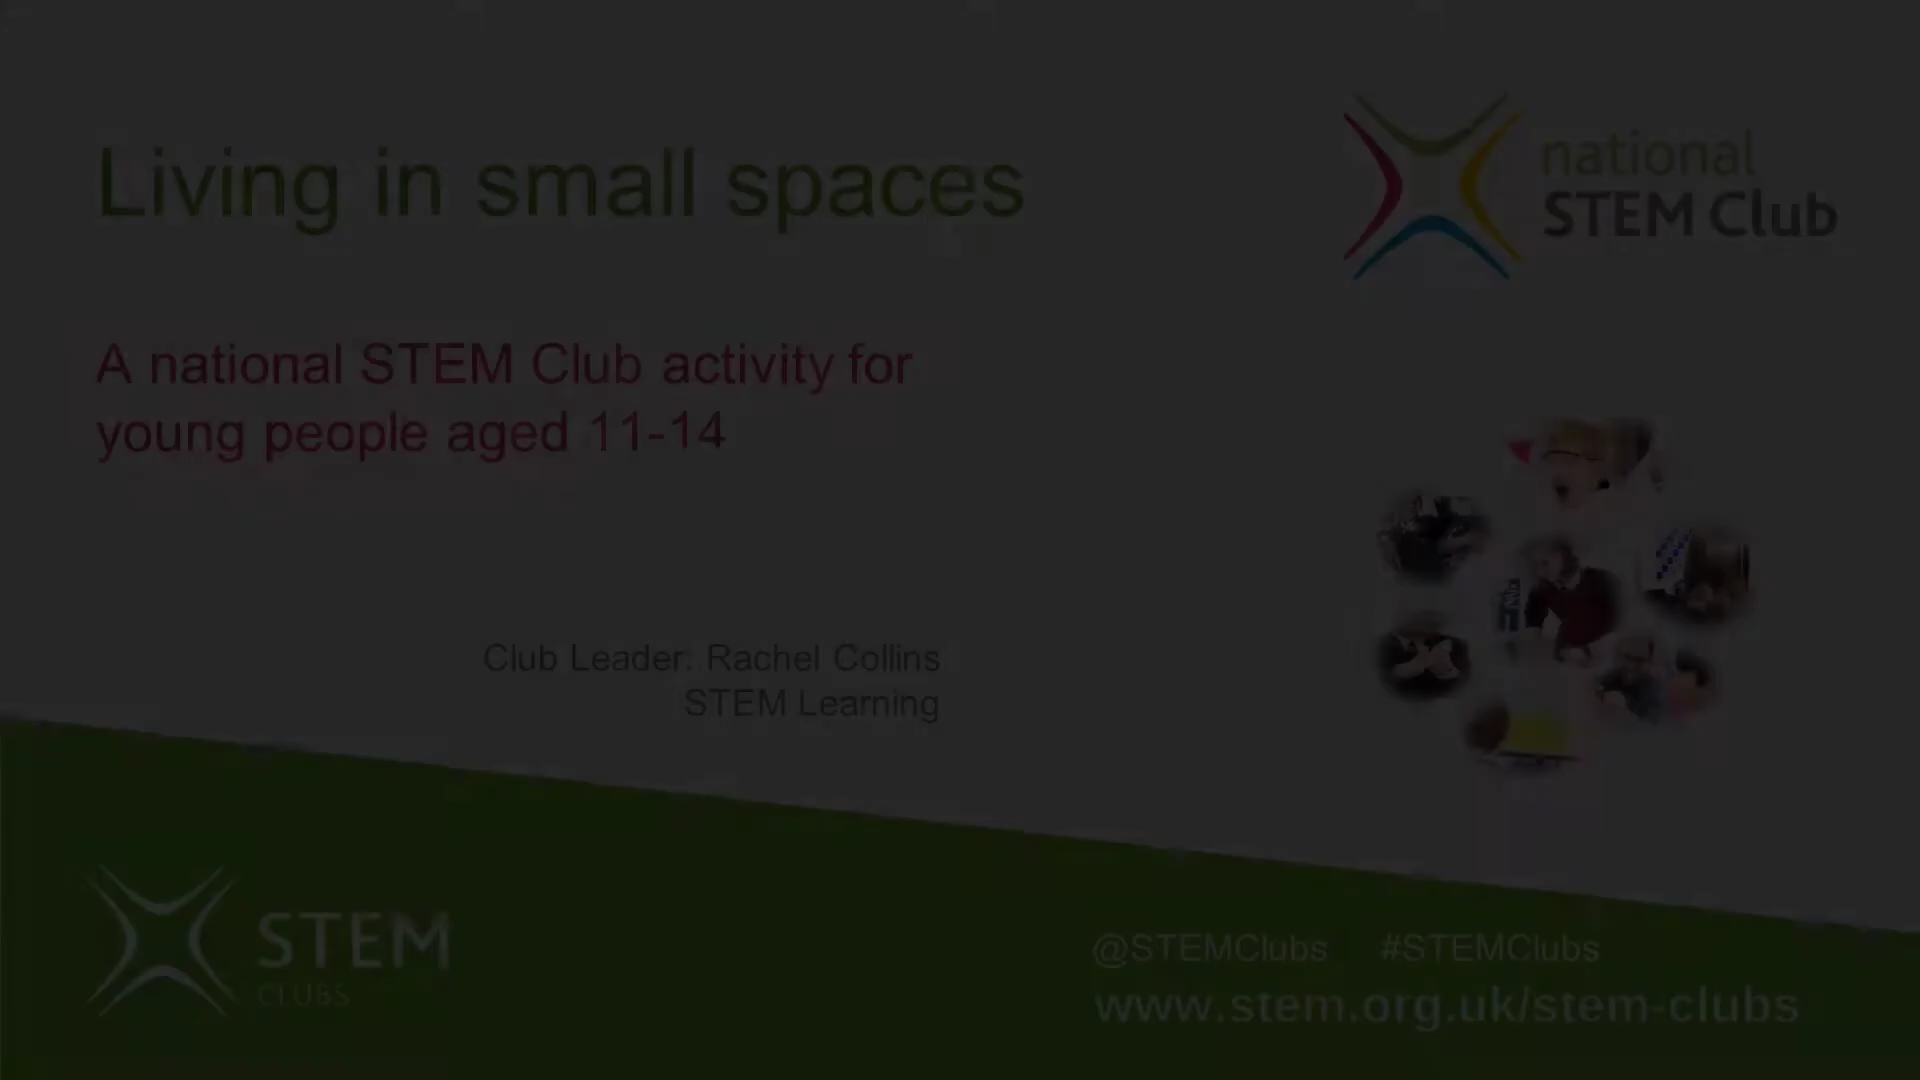 Living in small spaces
national
STEM Club
A national STEM Club activity for
young people aged 11-14
Club Leader: Rachel Collins
STEM Learning
STEM
CLUBS
@STEMClubs #STEMClubs
www.stem.org.uk/stem-clubs